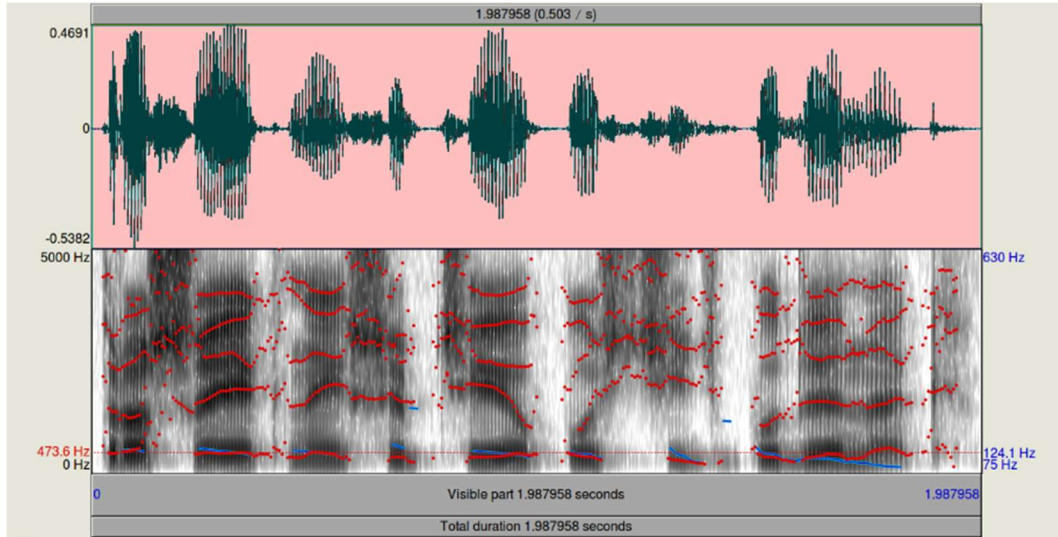 1.987958 (0.503 / s)
0.4691
0
-0.5382
5000 Hz
630 Hz
473.6 Hz
124.1 Hz
0 Hz
75 Hz
0
Visible part 1.987958 seconds
1.987958
Total duration 1.987958 seconds